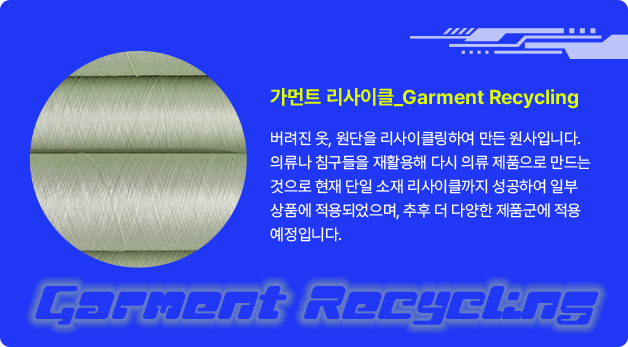 가먼트 리사이클_Garment Recycling
버려진 옷, 원단을 리사이클링하여 만든 원사입니다.
의류나 침구들을 재활용해 다시 의류 제품으로 만드는
것으로 현재 단일 소재 리사이클까지 성공하여 일부
상품에 적용되었으며, 추후 더 다양한 제품군에 적용
예정입니다.
Garment Recycling